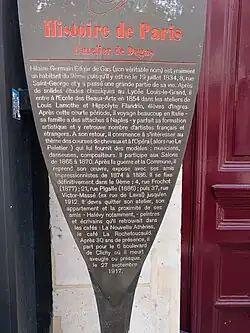 Histoire de Paris
L'atelier de Degas
Hilaire-Germain Edgar de Gas (son véritable nom) est vraiment
un habitant du 9ème puisqu'il y est né le 19 juillet 1834, 8, rue
Saint-George et y a passé une grande partie de sa vie. Après
de solides études classiques au Lycée Louis-le-Grand, il
entre à l'École des Beaux-Arts en 1854 dans les ateliers de
Louis Lamothe et Hippolyte Flandrin, élèves d'Ingres.
Après cette courte période, il voyage beaucoup en Italie -
sa famille a des attaches à Naples - y parfait sa formation
artistique et y retrouve nombre d'artistes français et
étrangers. A son retour, il commence à s'intéresser au
thème des courses de chevaux et à l'Opéra (alors rue Le
Peletier) qui lui fournit des modèles : musiciens,
danseuses, compositeurs. Il participe aux Salons
de 1865 à 1870. Après la guerre et la Commune, il
reprend son œuvre, expose avec ses amis
Impressionnistes de 1874 à 1886. Il se fixe
définitivement dans le 9ème : 4, rue Frochot
(1877) ; 21, rue Pigalle (1886) ; puis 37, rue
Victor-Massé (ex rue de Laval) jusqu'en
1912. Il devra quitter son atelier, son
appartement et la proximité de ses
amis - Halévy notamment, - peintres
et écrivains qu'il retrouvait dans
les cafés : La Nouvelle Athènes,
le café La Rochefoucauld.
Après 30 ans de présence, il
part pour le 6 boulevard
de Clichy où il meurt
aveugle ou presque,
le 27 septembre
1917.